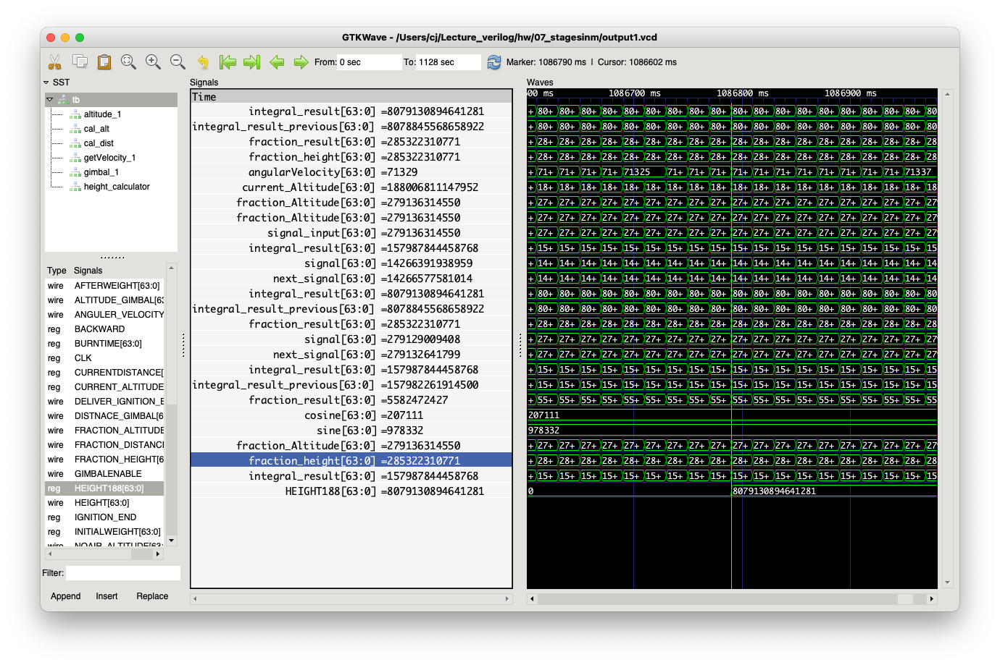 GTKWave - /Users/cj/Lecture_verilog/hw/07_stagesinm/output1.vcd
From: 0 sec To: 1128 sec Marker: 1086790 ms | Cursor: 1086602 ms
SST
tb
altitude_1
cal_alt
cal_dist
getVelocity_1
gimbal_1
height_calculator
Type Signals
wire AFTERWEIGHT[63:0]
wire ALTITUDE_GIMBAL[63
wire ANGULER_VELOCITY
reg BACKWARD
reg BURNTIME[63:0]
reg CLK
reg CURRENTDISTANCE[
reg CURRENT_ALTITUDE
wire DELIVER_IGNITION_E
wire DISTNACE_GIMBAL[6
wire FRACTION_ALTITUDE
wire FRACTION_DISTANC
wire FRACTION_HEIGHT[6
wire GIMBALENABLE
reg HEIGHT188[63:0]
wire HEIGHT[63:0]
reg IGNITION_END
reg INITIALWEIGHT[63:0]
wire NOAIR_ALTITUDE[63:
Filter:
Append Insert Replace
Signals
Time
integral_result[63:0] =8079130894641281
integral_result_previous[63:0] =8078845568658922
fraction_result[63:0] =285322310771
fraction_height[63:0] =285322310771
angularVelocity[63:0] =71329
current_Altitude[63:0] =188006811147952
fraction_Altitude[63:0] =279136314550
fraction_Altitude[63:0] =279136314550
signal_input[63:0] =279136314550
integral_result[63:0] =157987844458768
signal[63:0] =14266391938959
next_signal[63:0] =14266577581014
integral_result[63:0] =8079130894641281
integral_result_previous[63:0] =8078845568658922
fraction_result[63:0] =285322310771
signal[63:0] =279129009408
next_signal[63:0] =279132641799
integral_result[63:0] =157987844458768
integral_result_previous[63:0] =157982261914500
fraction_result[63:0] =5582472427
cosine[63:0] =207111
sine[63:0] =978332
fraction_Altitude[63:0] =279136314550
fraction_height[63:0] =285322310771
integral_result[63:0] =157987844458768
HEIGHT188[63:0] =8079130894641281
Waves
00 ms 1086700 ms 1086800 ms 1086900 ms
+ 80+ 80+ 80+ 80+ 80+ 80+ 80+ 80+ 80+ 80+ 80+ 80+ 80+ 80+ 80+ 80+ 80+ 80+ 80
+ 80+ 80+ 80+ 80+ 80+ 80+ 80+ 80+ 80+ 80+ 80+ 80+ 80+ 80+ 80+ 80+ 80+ 80+ 80
+ 28+ 28+ 28+ 28+ 28+ 28+ 28+ 28+ 28+ 28+ 28+ 28+ 28+ 28+ 28+ 28+ 28+ 28+ 28
+ 28+ 28+ 28+ 28+ 28+ 28+ 28+ 28+ 28+ 28+ 28+ 28+ 28+ 28+ 28+ 28+ 28+ 28+ 28
+ 71+ 71+ 71+ 71+ 71325 71+ 71+ 71+ 71+ 71+ 71+ 71+ 71+ 71+ 71+ 71+ 71337
+ 18+ 18+ 18+ 18+ 18+ 18+ 18+ 18+ 18+ 18+ 18+ 18+ 18+ 18+ 18+ 18+ 18+ 18+ 18
+ 27+ 27+ 27+ 27+ 27+ 27+ 27+ 27+ 27+ 27+ 27+ 27+ 27+ 27+ 27+ 27+ 27+ 27+ 27
+ 27+ 27+ 27+ 27+ 27+ 27+ 27+ 27+ 27+ 27+ 27+ 27+ 27+ 27+ 27+ 27+ 27+ 27+ 27
+ 27+ 27+ 27+ 27+ 27+ 27+ 27+ 27+ 27+ 27+ 27+ 27+ 27+ 27+ 27+ 27+ 27+ 27+ 27
+ 15+ 15+ 15+ 15+ 15+ 15+ 15+ 15+ 15+ 15+ 15+ 15+ 15+ 15+ 15+ 15+ 15+ 15+ 15
+ 14+ 14+ 14+ 14+ 14+ 14+ 14+ 14+ 14+ 14+ 14+ 14+ 14+ 14+ 14+ 14+ 14+ 14+ 14
+ 14+ 14+ 14+ 14+ 14+ 14+ 14+ 14+ 14+ 14+ 14+ 14+ 14+ 14+ 14+ 14+ 14+ 14+ 14
+ 80+ 80+ 80+ 80+ 80+ 80+ 80+ 80+ 80+ 80+ 80+ 80+ 80+ 80+ 80+ 80+ 80+ 80+ 80
+ 80+ 80+ 80+ 80+ 80+ 80+ 80+ 80+ 80+ 80+ 80+ 80+ 80+ 80+ 80+ 80+ 80+ 80+ 80
+ 28+ 28+ 28+ 28+ 28+ 28+ 28+ 28+ 28+ 28+ 28+ 28+ 28+ 28+ 28+ 28+ 28+ 28+ 28
+ 27+ 27+ 27+ 27+ 27+ 27+ 27+ 27+ 27+ 27+ 27+ 27+ 27+ 27+ 27+ 27+ 27+ 27+ 27
+ 27+ 27+ 27+ 27+ 27+ 27+ 27+ 27+ 27+ 27+ 27+ 27+ 27+ 27+ 27+ 27+ 27+ 27+ 27
+ 15+ 15+ 15+ 15+ 15+ 15+ 15+ 15+ 15+ 15+ 15+ 15+ 15+ 15+ 15+ 15+ 15+ 15+ 15
+ 15+ 15+ 15+ 15+ 15+ 15+ 15+ 15+ 15+ 15+ 15+ 15+ 15+ 15+ 15+ 15+ 15+ 15+ 15
+ 55+ 55+ 55+ 55+ 55+ 55+ 55+ 55+ 55+ 55+ 55+ 55+ 55+ 55+ 55+ 55+ 55+ 55+ 55
207111
978332
+ 27+ 27+ 27+ 27+ 27+ 27+ 27+ 27+ 27+ 27+ 27+ 27+ 27+ 27+ 27+ 27+ 27+ 27+ 27
+ 28+ 28+ 28+ 28+ 28+ 28+ 28+ 28+ 28+ 28+ 28+ 28+ 28+ 28+ 28+ 28+ 28+ 28+ 28
+ 15+ 15+ 15+ 15+ 15+ 15+ 15+ 15+ 15+ 15+ 15+ 15+ 15+ 15+ 15+ 15+ 15+ 15+ 15
0 8079130894641281